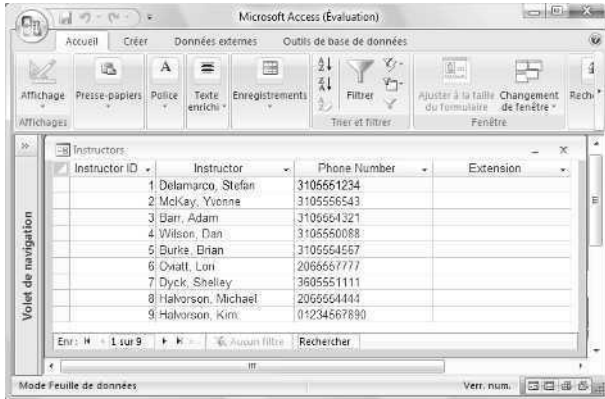 Microsoft Access (Évaluation)
Accueil Créer Données externes Outils de base de données
Affichage Presse-papiers Police Texte enrichi Enregistrements Filtrer Ajuster à la taille du formulaire Changement de fenêtre Rech
Affichages Trier et filtrer Fenêtre
Volet de navigation
Instructors
Instructor ID Instructor Phone Number Extension
1 Delamarco, Stefan 3105551234
2 McKay, Yvonne 3105556543
3 Barr, Adam 3105554321
4 Wilson, Dan 3105550088
5 Burke, Brian 3105554567
6 Oviatt, Lori 2065557777
7 Dyck, Shelley 3605551111
8 Halvorson, Michael 2065554444
9 Halvorson, Kim 01234567890
Enr : 1 sur 9 Aucun filtre Rechercher
Mode Feuille de données Verr. num.